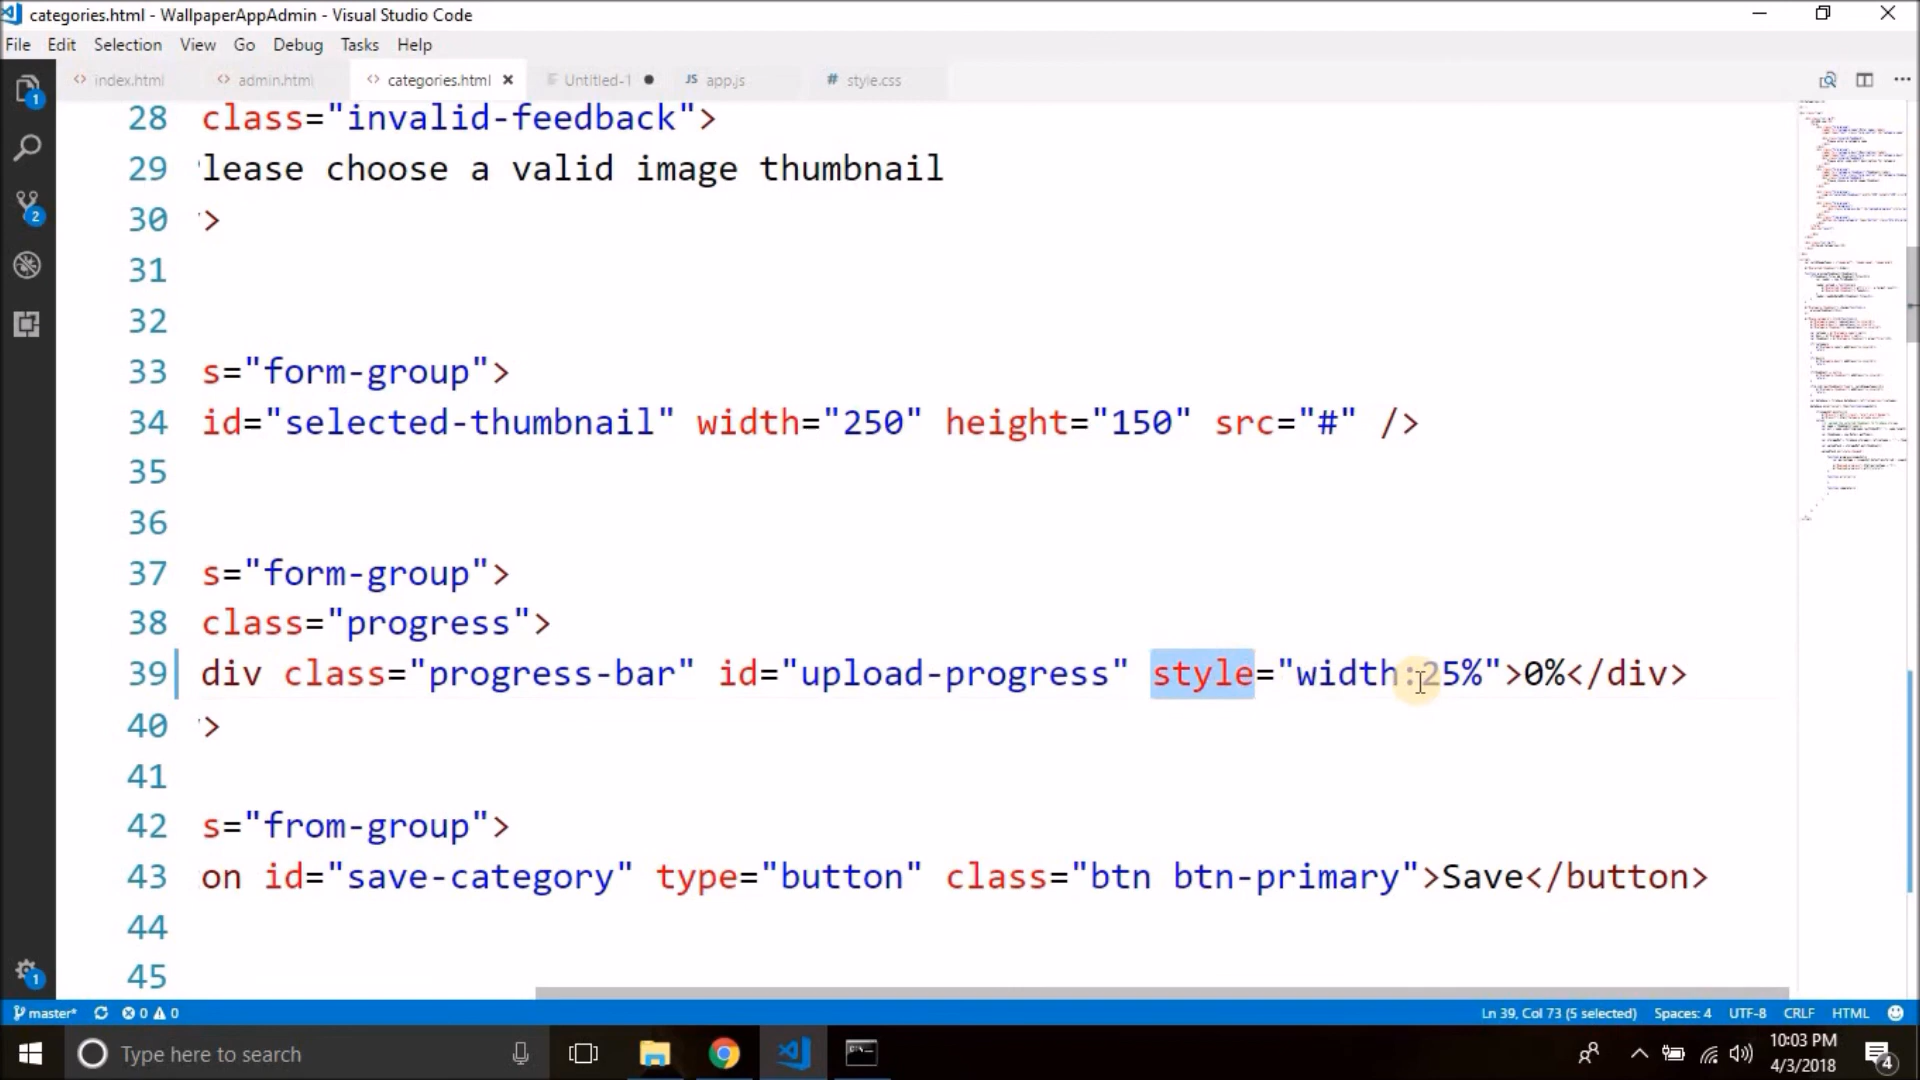 categories.html - WallpaperAppAdmin - Visual Studio Code
File Edit Selection View Go Debug Tasks Help
index.html admin.html categories.html Untitled-1 JS app.js # style.css
28 class="invalid-feedback">
29 lease choose a valid image thumbnail
30 >
31
32
33 s="form-group">
34 id="selected-thumbnail" width="250" height="150" src="#" />
35
36
37 s="form-group">
38 class="progress">
39 div class="progress-bar" id="upload-progress" style="width:25%">0%</div>
40 >
41
42 s="from-group">
43 on id="save-category" type="button" class="btn btn-primary">Save</button>
44
45
1
2
1
master* 0 0 Ln 39, Col 73 (5 selected) Spaces: 4 UTF-8 CRLF HTML
Type here to search
10:03 PM
4/3/2018
4